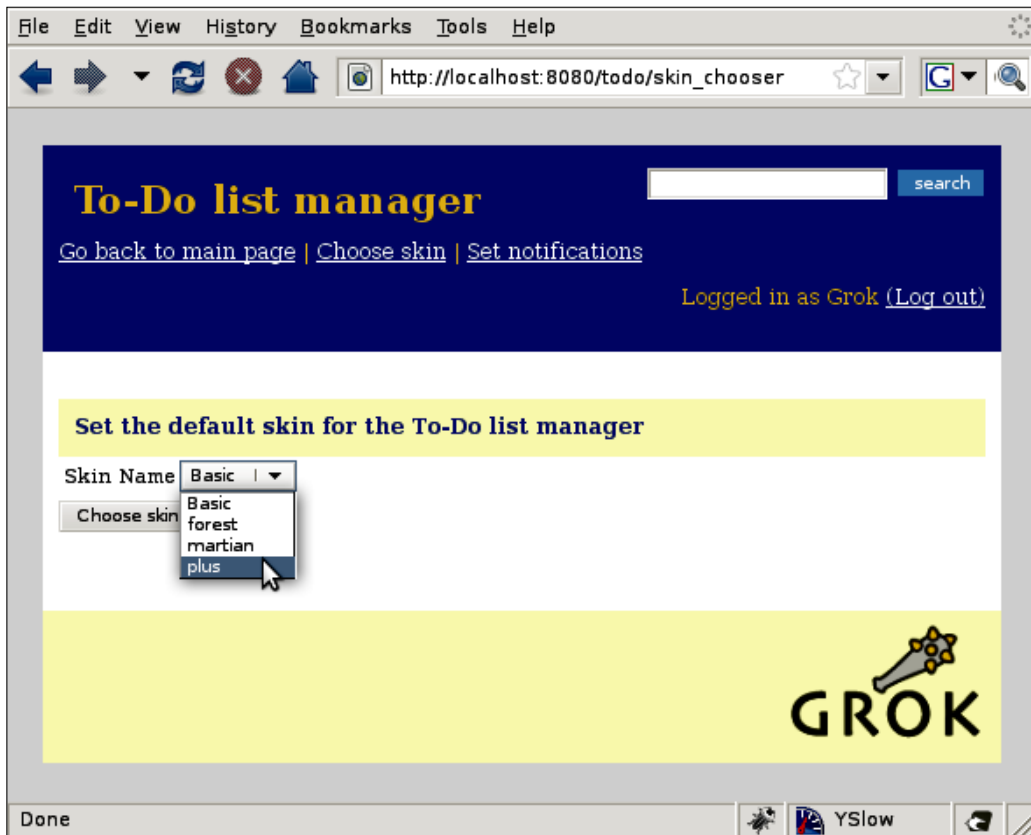 File Edit View History Bookmarks Tools Help
http://localhost:8080/todo/skin_chooser
G
To-Do list manager
search
Go back to main page | Choose skin | Set notifications
Logged in as Grok (Log out)
Set the default skin for the To-Do list manager
Skin Name Basic
Basic
forest
martian
plus
Choose skin
GROK
Done
YSlow